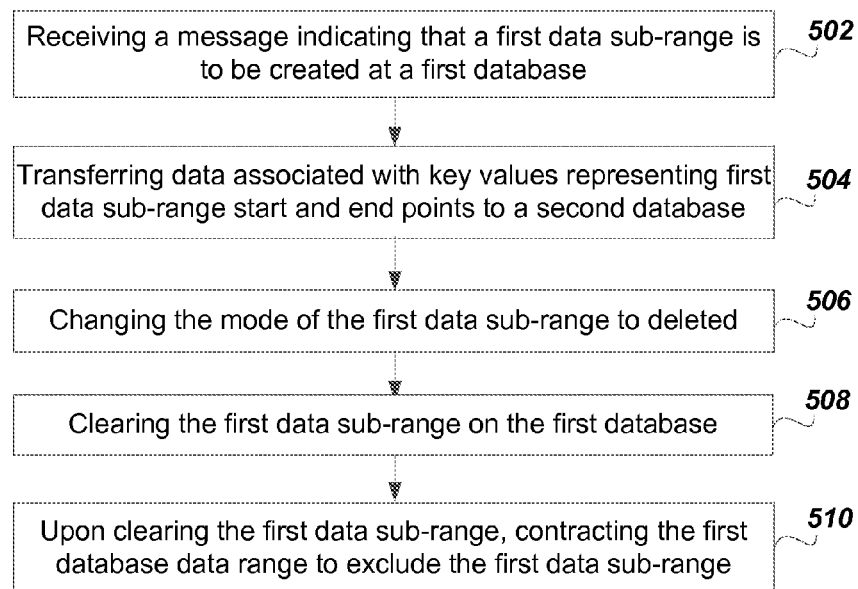 Receiving a message indicating that a first data sub-range is
to be created at a first database
502
Transferring data associated with key values representing first
data sub-range start and end points to a second database
504
Changing the mode of the first data sub-range to deleted
506
Clearing the first data sub-range on the first database
508
Upon clearing the first data sub-range, contracting the first
database data range to exclude the first data sub-range
510